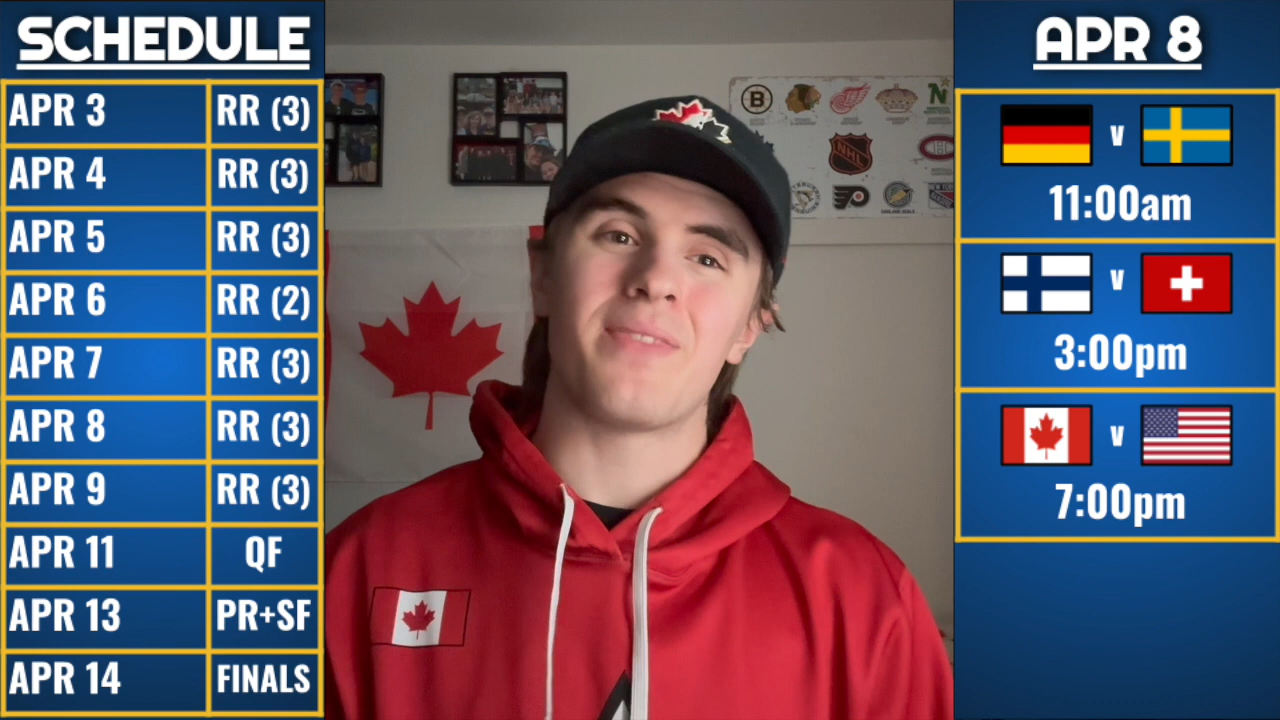 SCHEDULE
APR 3 RR (3)
APR 4 RR (3)
APR 5 RR (3)
APR 6 RR (2)
APR 7 RR (3)
APR 8 RR (3)
APR 9 RR (3)
APR 11 QF
APR 13 PR+SF
APR 14 FINALS
B
N
NHL
APR 8
v
11:00am
v
3:00pm
v
7:00pm